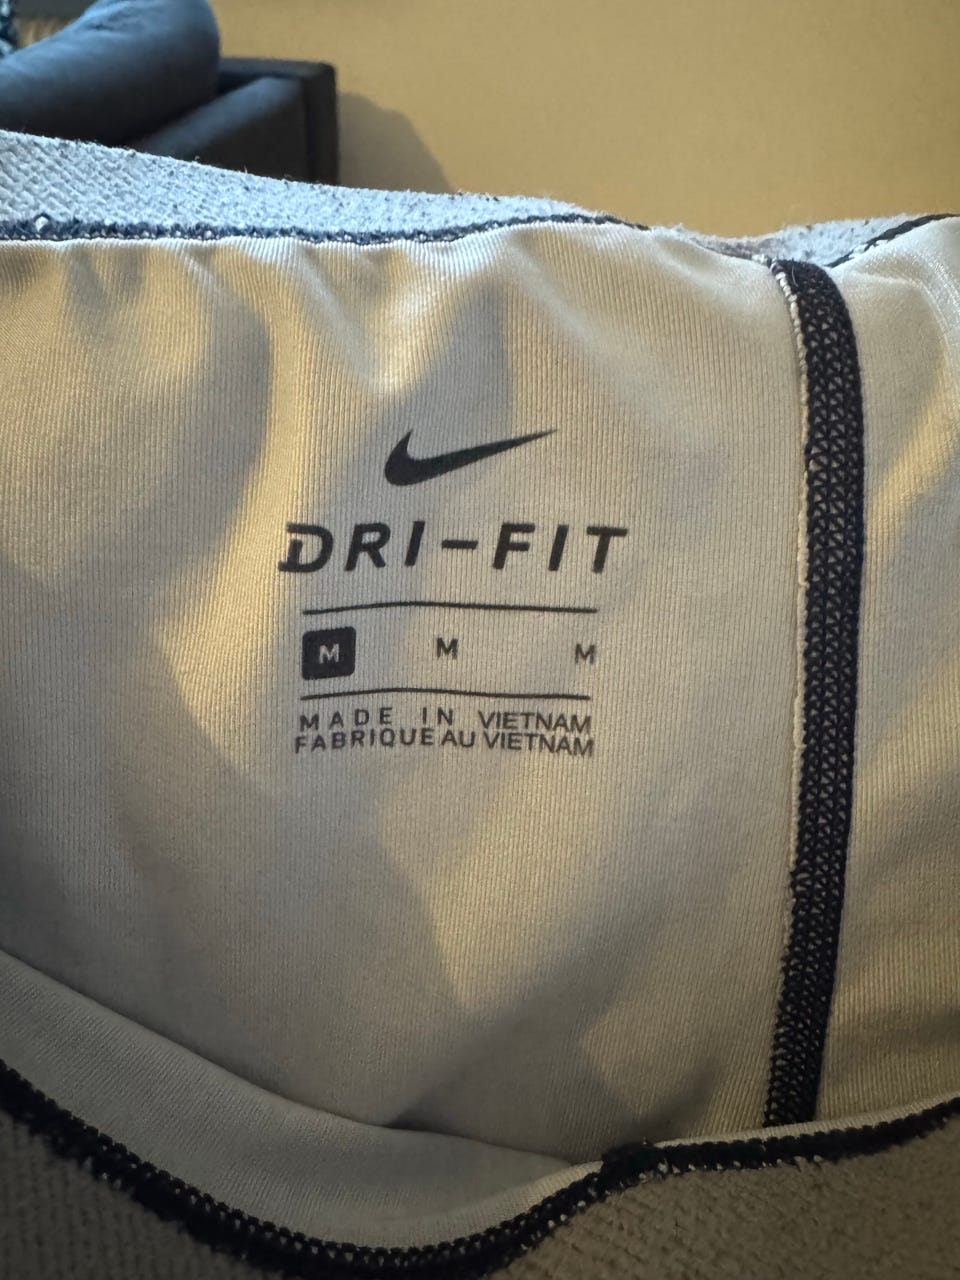 DRI-FIT
M M M
MADE IN VIETNAM
FABRIQUE AU VIETNAM